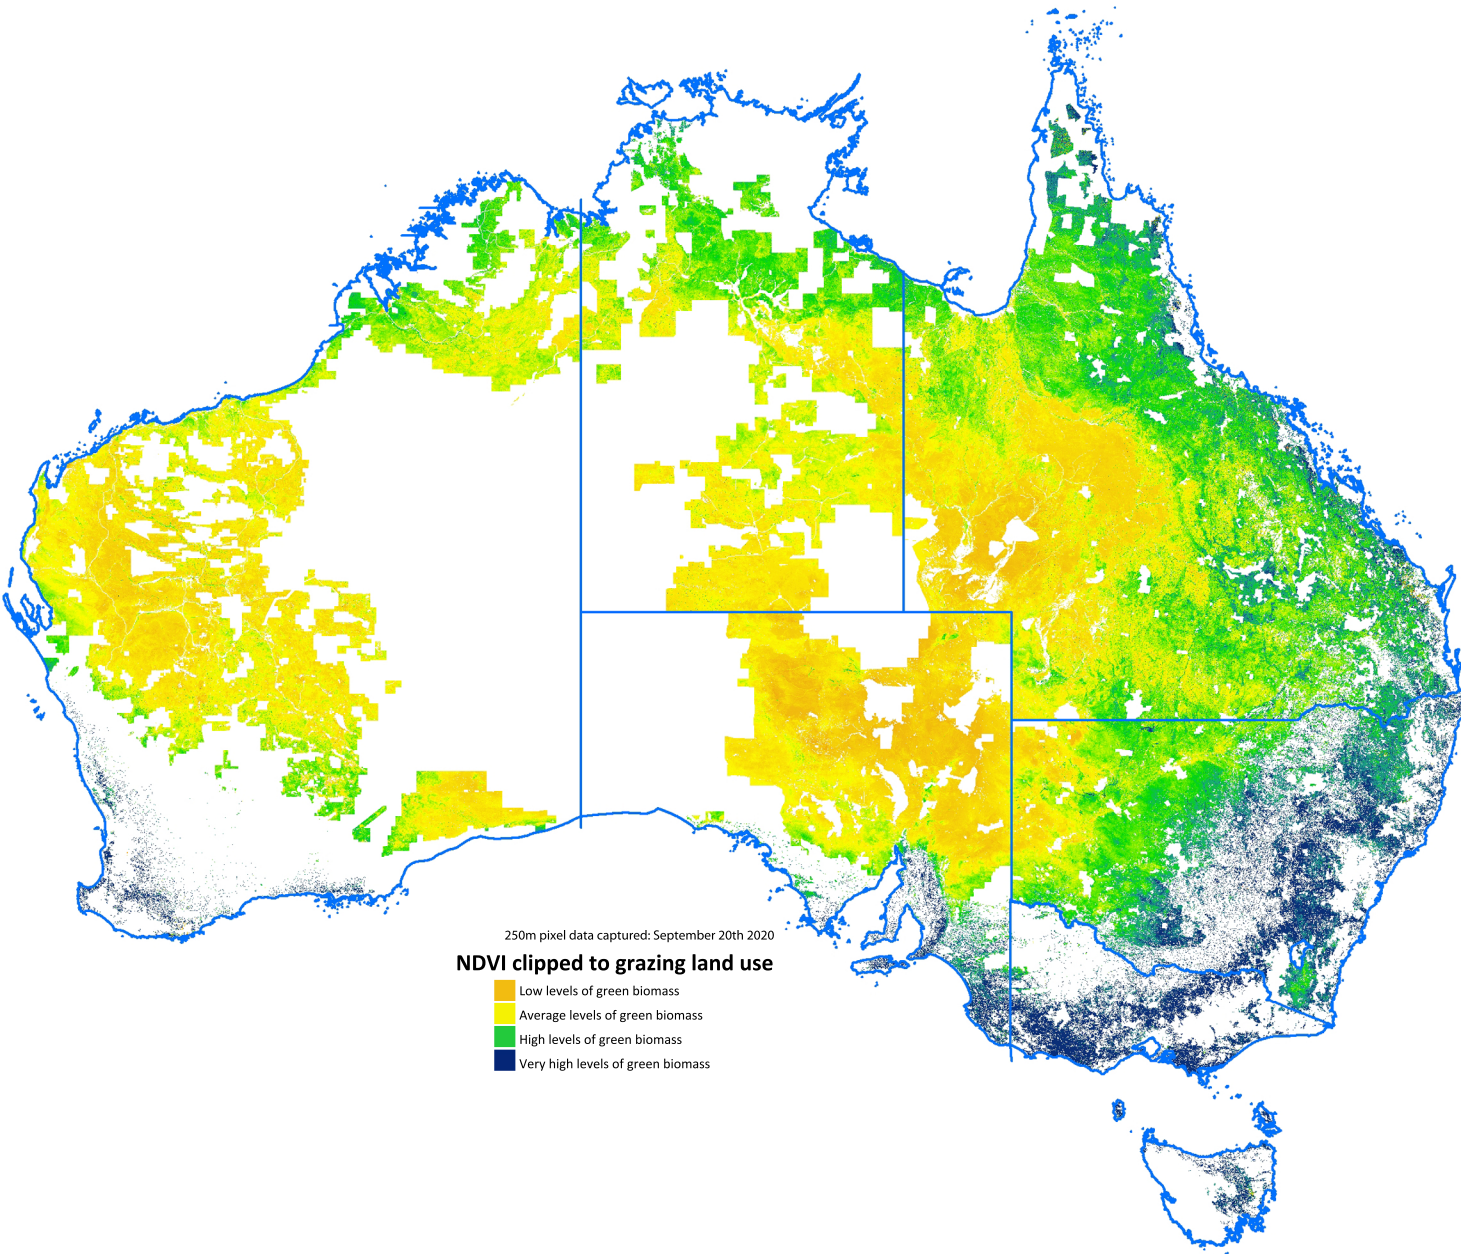 250m pixel data captured: September 20th 2020
NDVI clipped to grazing land use
Low levels of green biomass
Average levels of green biomass
High levels of green biomass
Very high levels of green biomass